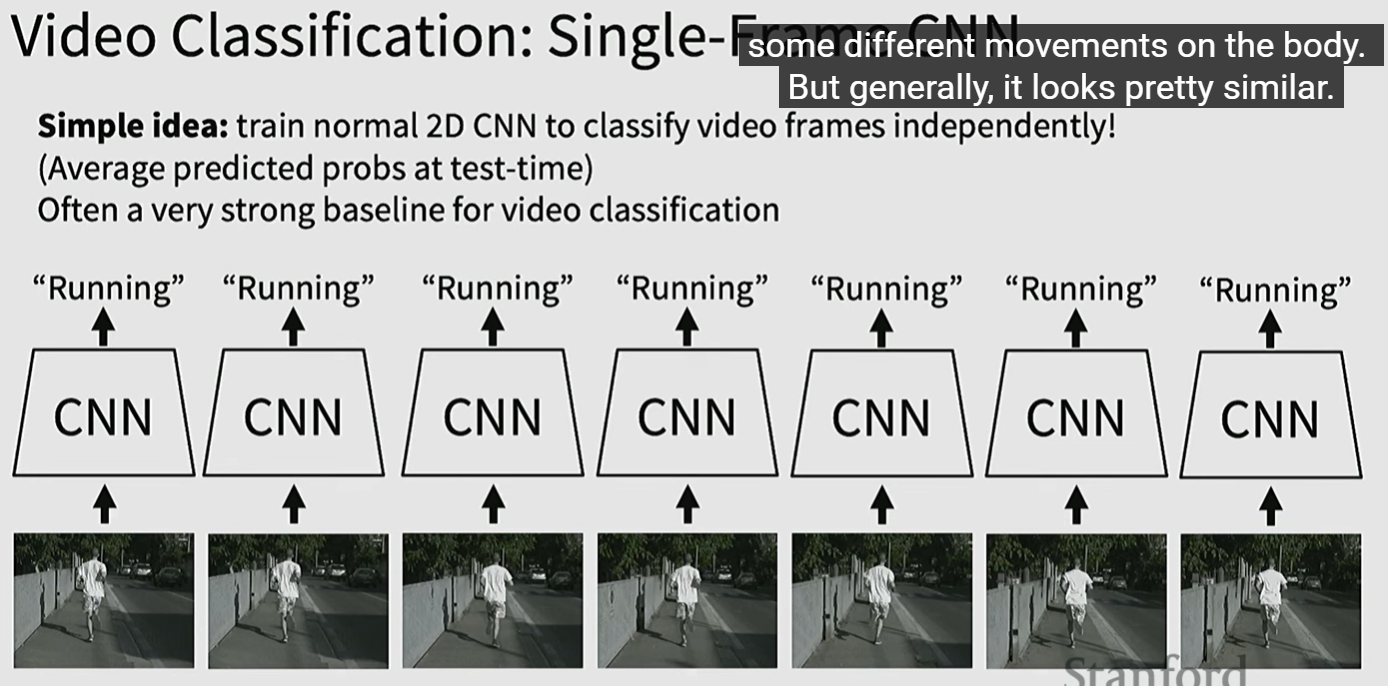 Video Classification: Single-Frame CNN
some different movements on the body.
But generally, it looks pretty similar.
Simple idea: train normal 2D CNN to classify video frames independently!
(Average predicted probs at test-time)
Often a very strong baseline for video classification
“Running” “Running” “Running” “Running” “Running” “Running” “Running”
CNN CNN CNN CNN CNN CNN CNN
Stanford